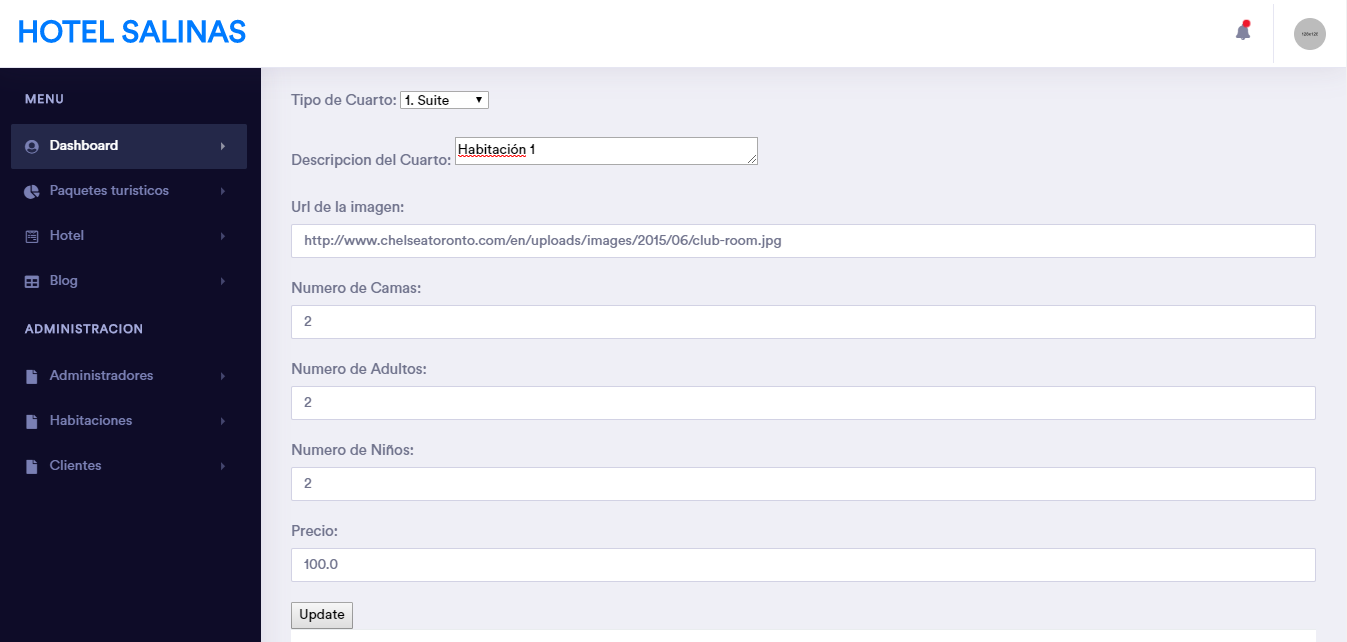 HOTEL SALINAS
MENU
Dashboard
Paquetes turisticos
Hotel
Blog
ADMINISTRACION
Administradores
Habitaciones
Clientes
Tipo de Cuarto: 1. Suite
Descripcion del Cuarto: Habitación 1
Url de la imagen:
http://www.chelseatoronto.com/en/uploads/images/2015/06/club-room.jpg
Numero de Camas:
2
Numero de Adultos:
2
Numero de Niños:
2
Precio:
100.0
Update